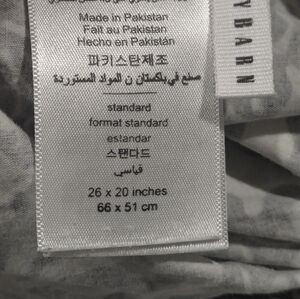 Made in Pakistan
Fait au Pakistan
Hecho en Pakistán
파키스탄제조
صنع في باكستان ن المواد المستوردة
standard
format standard
estandar
스탠다드
قياسي
26 x 20 inches
66 x 51 cm
Y BARN